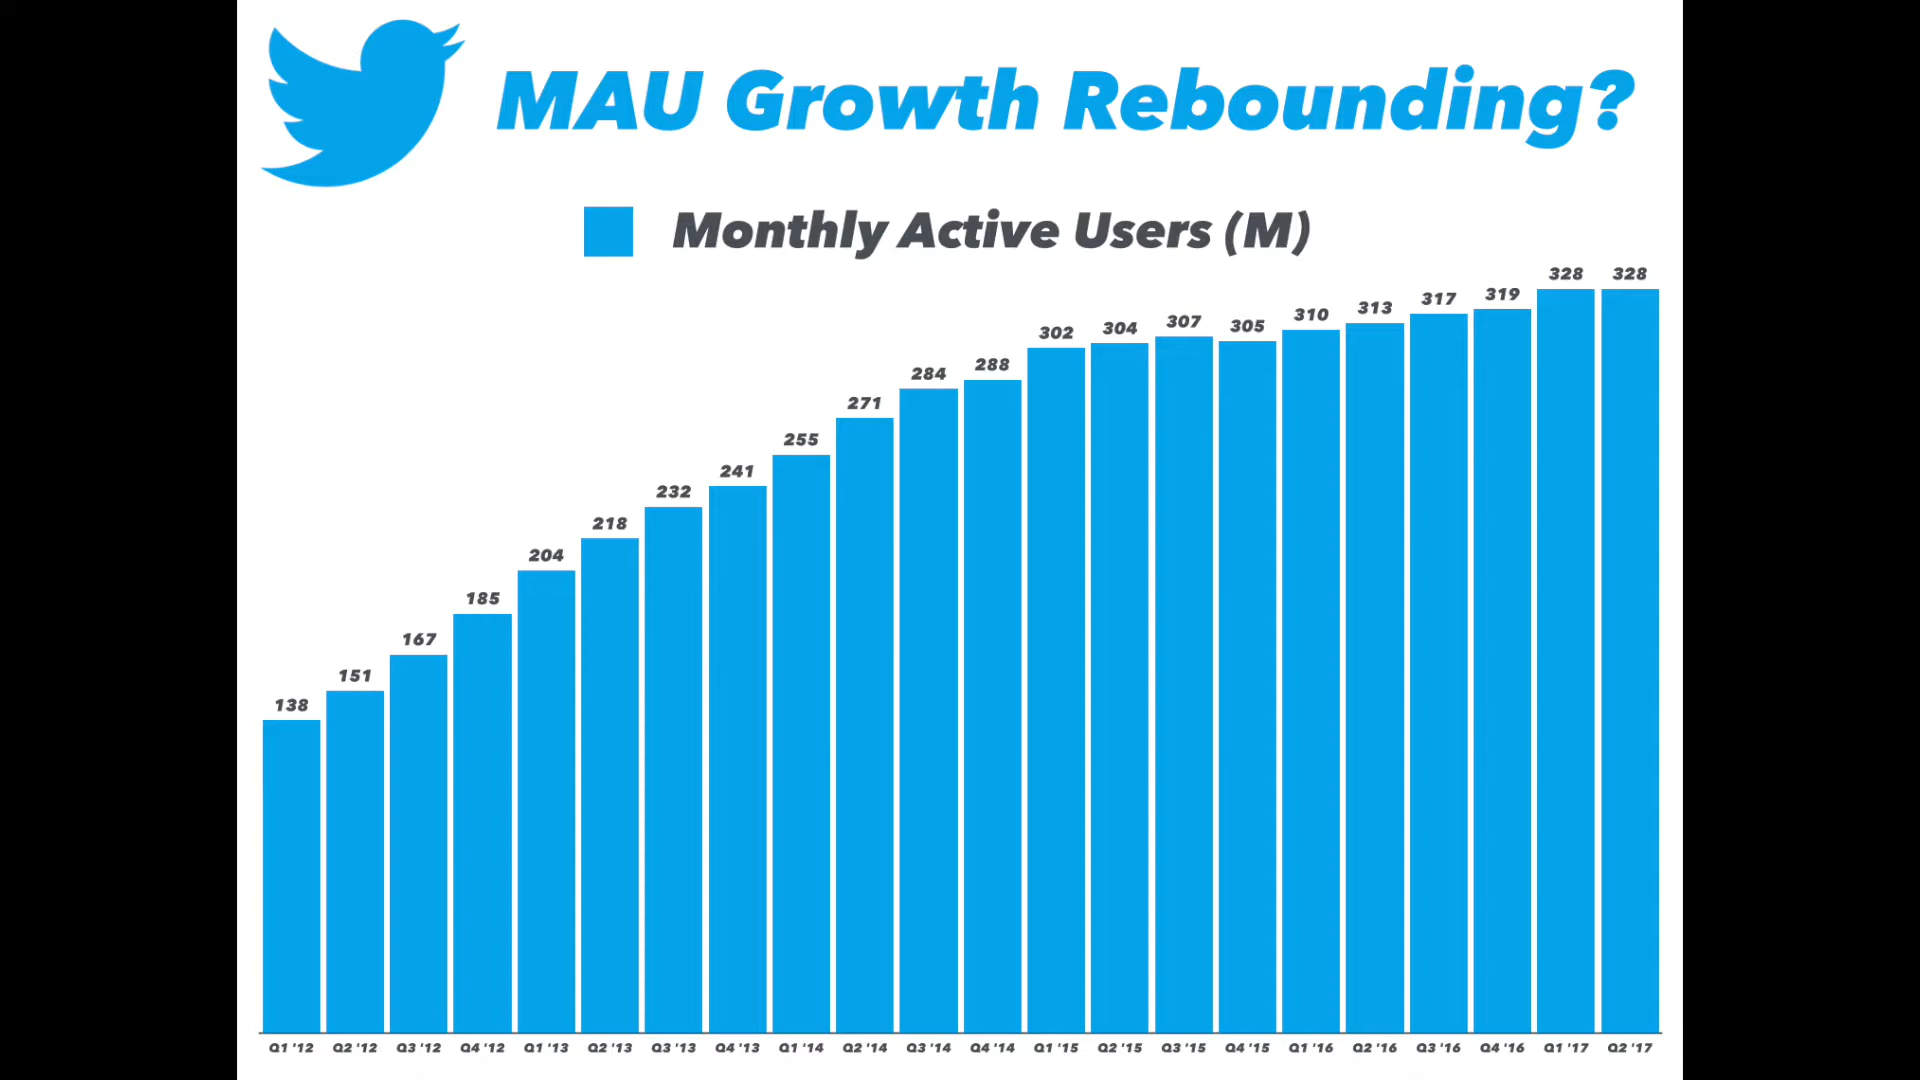 MAU Growth Rebounding?
Monthly Active Users (M)
138 151 167 185 204 218 232 241 255 271 284 288 302 304 307 305 310 313 317 319 328 328
Q1 '12 Q2 '12 Q3 '12 Q4 '12 Q1 '13 Q2 '13 Q3 '13 Q4 '13 Q1 '14 Q2 '14 Q3 '14 Q4 '14 Q1 '15 Q2 '15 Q3 '15 Q4 '15 Q1 '16 Q2 '16 Q3 '16 Q4 '16 Q1 '17 Q2 '17